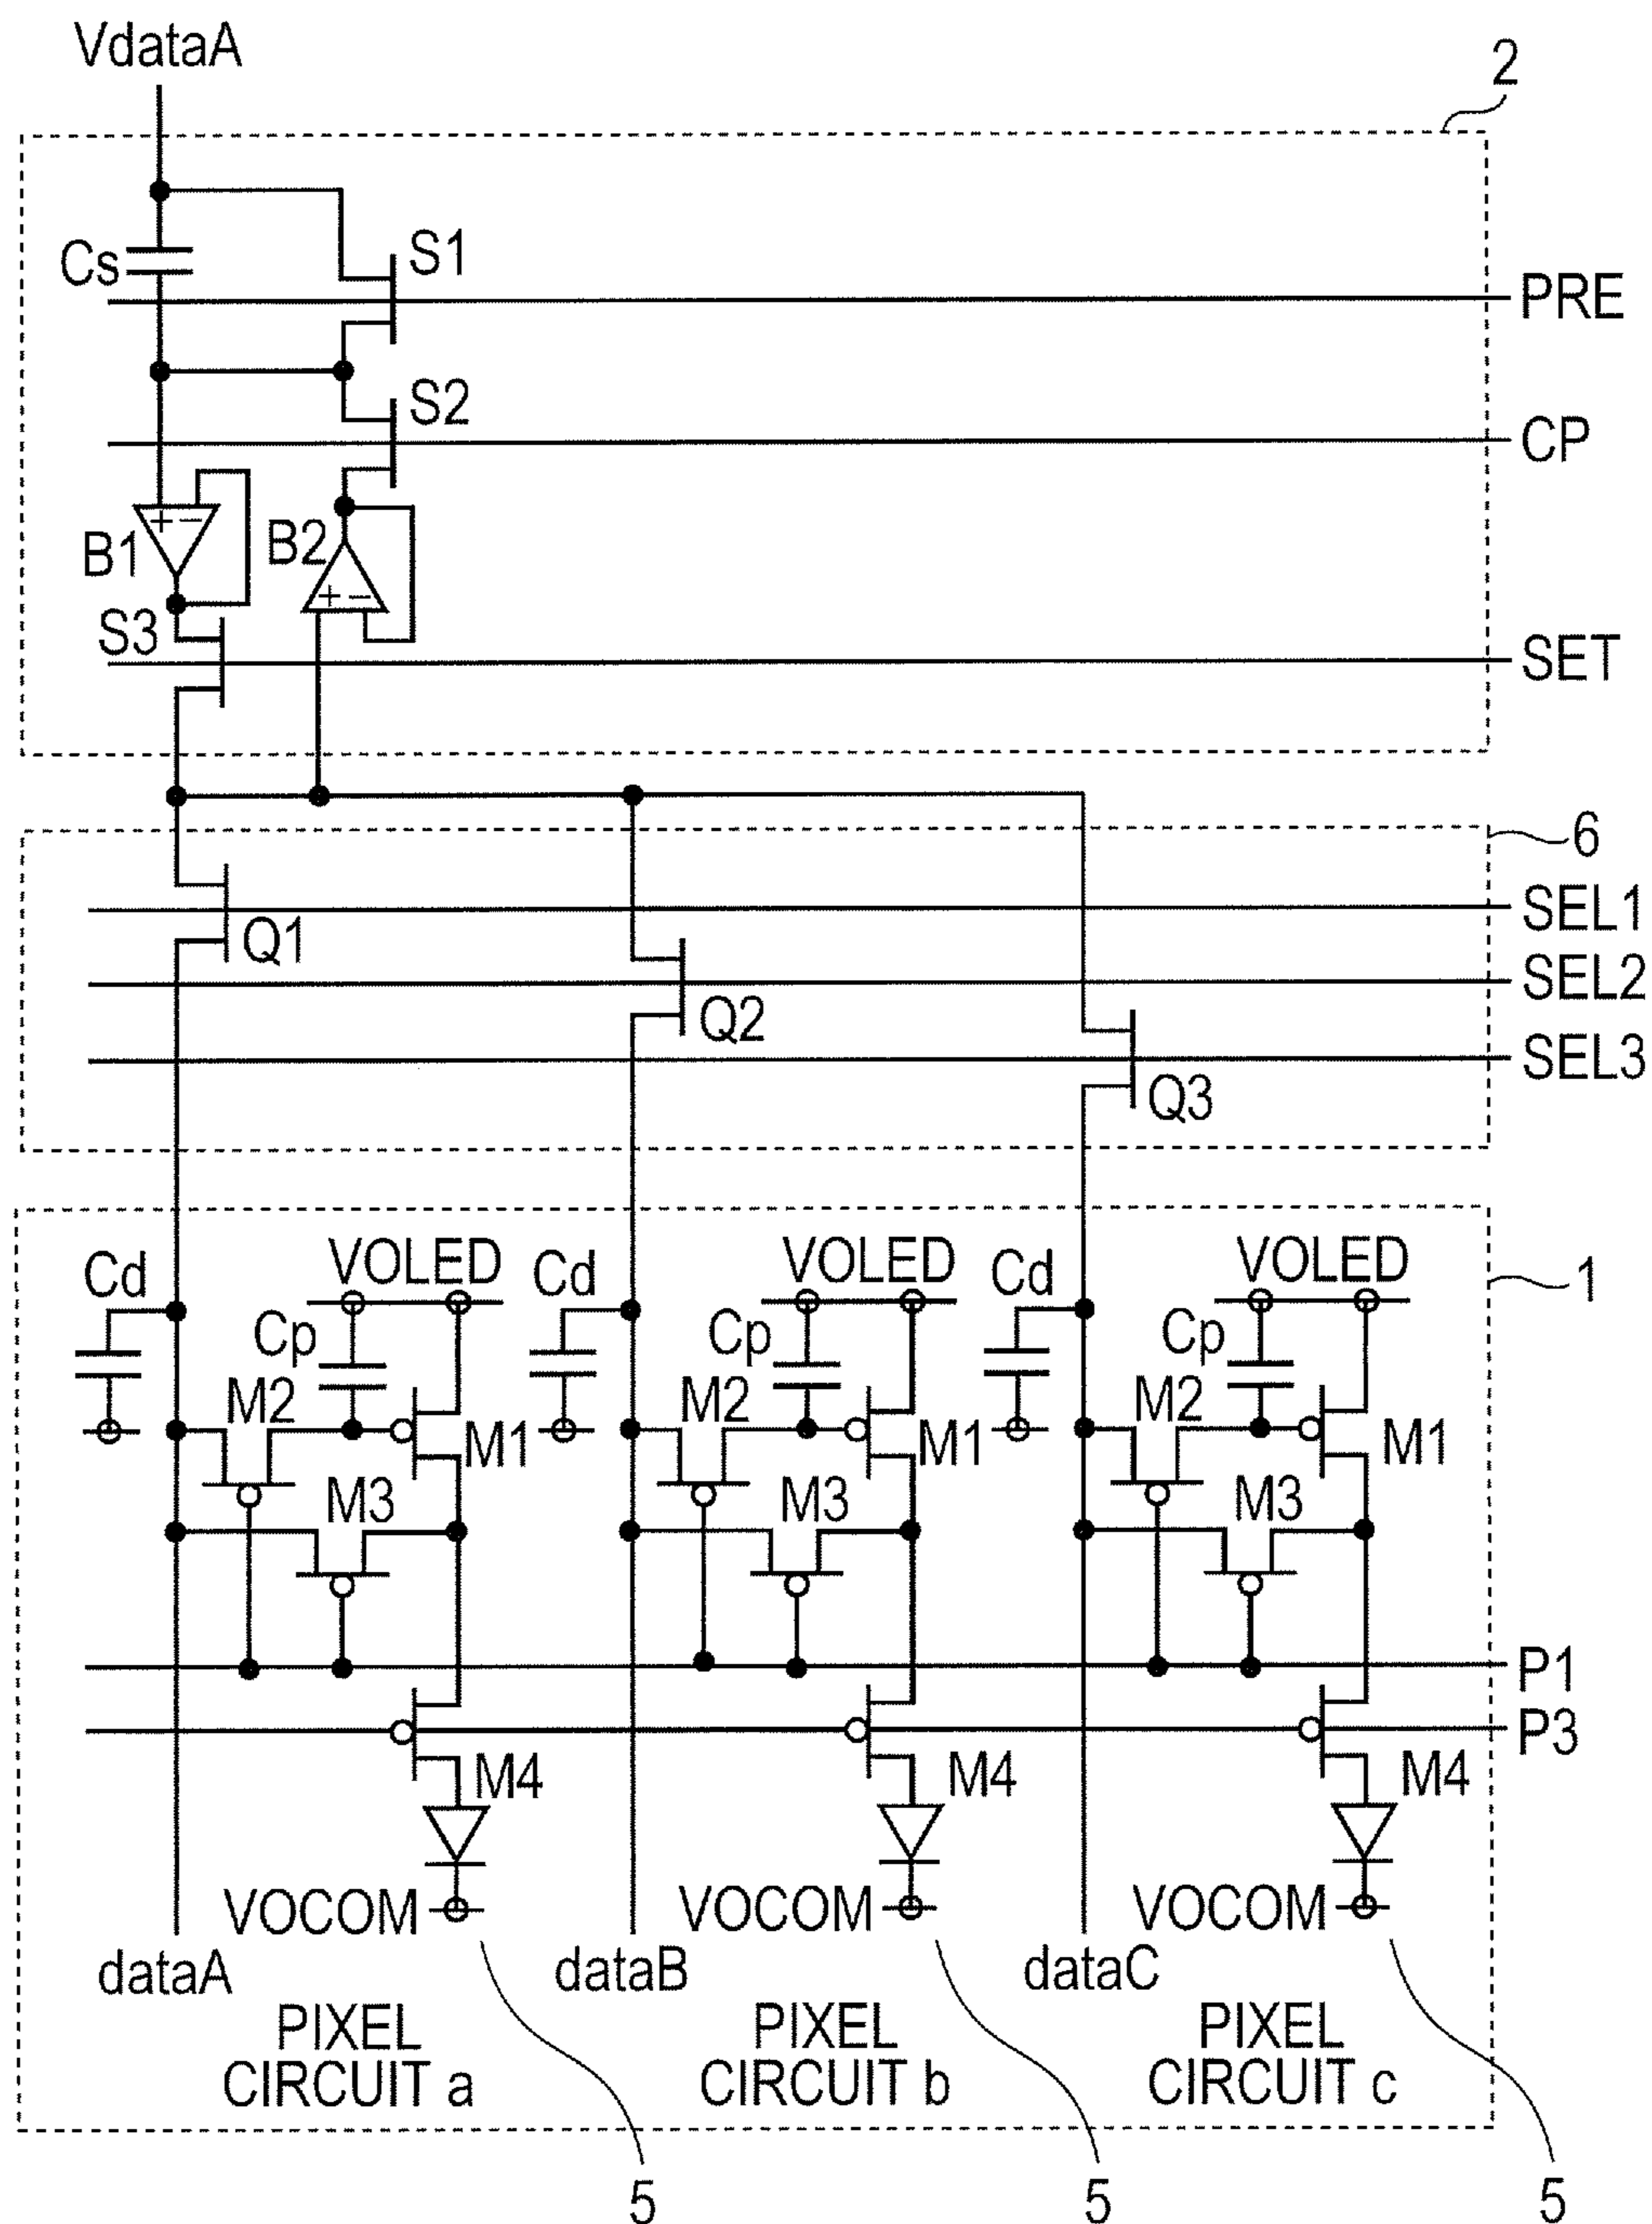 VdataA
2
Cs
S1
PRE
S2
CP
B1
+ −
B2
+ −
S3
SET
6
SEL1
Q1
SEL2
Q2
SEL3
Q3
Cd VOLED Cd VOLED Cd VOLED
1
Cp Cp Cp
M2 M1 M2 M1 M2 M1
M3 M3 M3
P1
P3
M4 M4 M4
VOCOM VOCOM VOCOM
dataA dataB dataC
PIXEL CIRCUIT a
PIXEL CIRCUIT b
PIXEL CIRCUIT c
5 5 5